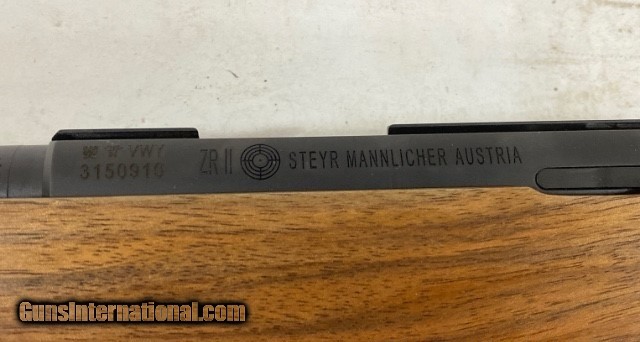 VWY
3150910
ZR II STEYR MANNLICHER AUSTRIA
GunsInternational.com